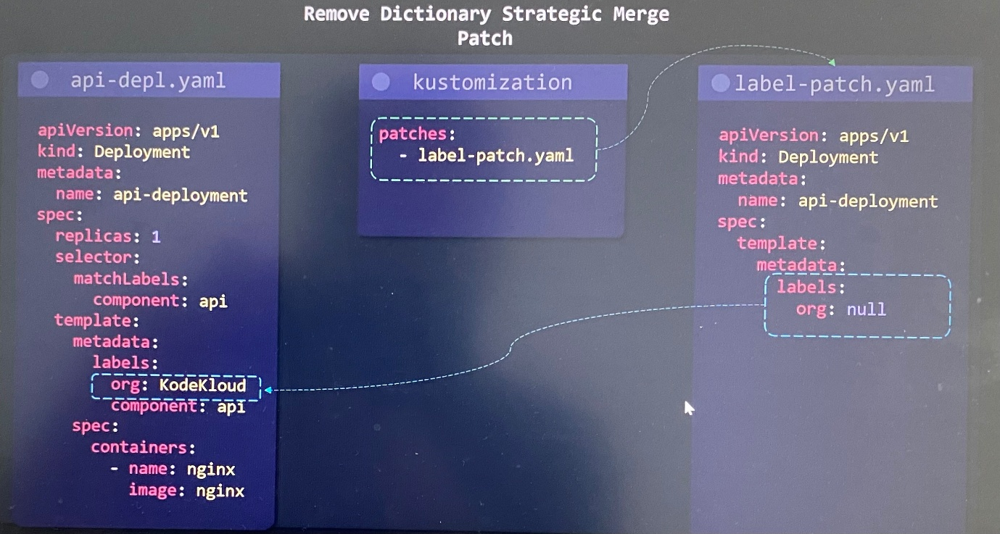 Remove Dictionary Strategic Merge
Patch
api-depl.yaml
apiVersion: apps/v1
kind: Deployment
metadata:
  name: api-deployment
spec:
  replicas: 1
  selector:
    matchLabels:
      component: api
  template:
    metadata:
      labels:
        org: KodeKloud
        component: api
    spec:
      containers:
        - name: nginx
          image: nginx
kustomization
patches:
  - label-patch.yaml
label-patch.yaml
apiVersion: apps/v1
kind: Deployment
metadata:
  name: api-deployment
spec:
  template:
    metadata:
      labels:
        org: null